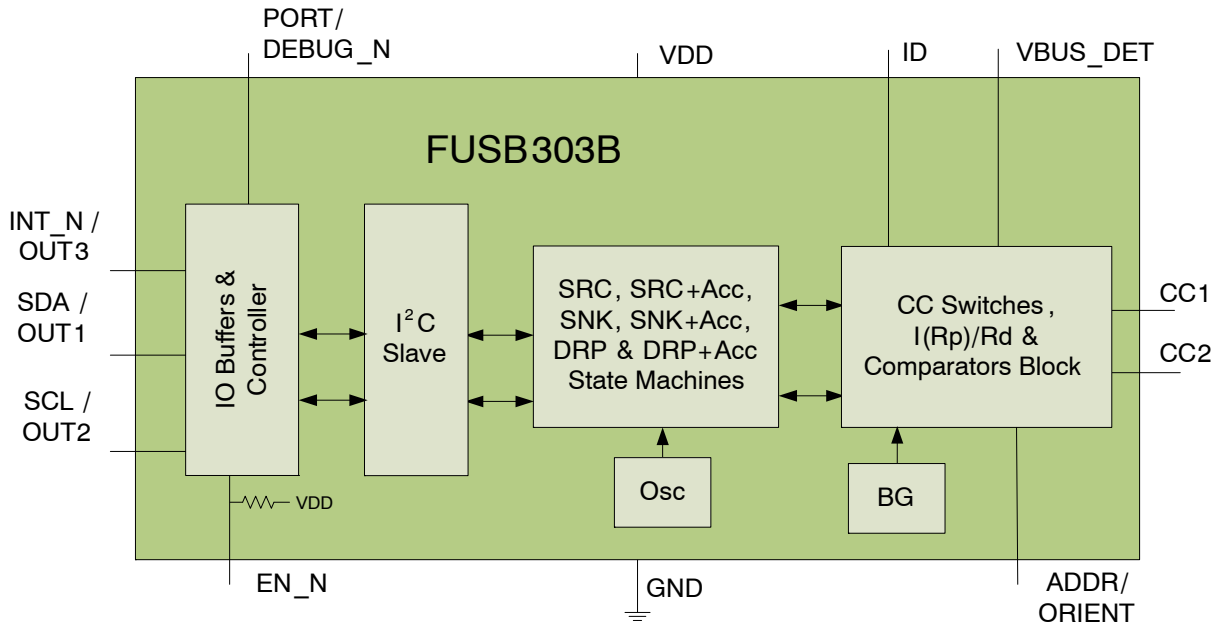 PORT/
DEBUG_N
VDD
ID
VBUS_DET
FUSB303B
INT_N /
OUT3
SDA /
OUT1
SCL /
OUT2
IO Buffers &
Controller
I²C
Slave
SRC, SRC+Acc,
SNK, SNK+Acc,
DRP & DRP+Acc
State Machines
CC Switches ,
I(Rp)/Rd &
Comparators Block
CC1
CC2
Osc
BG
VDD
EN_N
GND
ADDR/
ORIENT